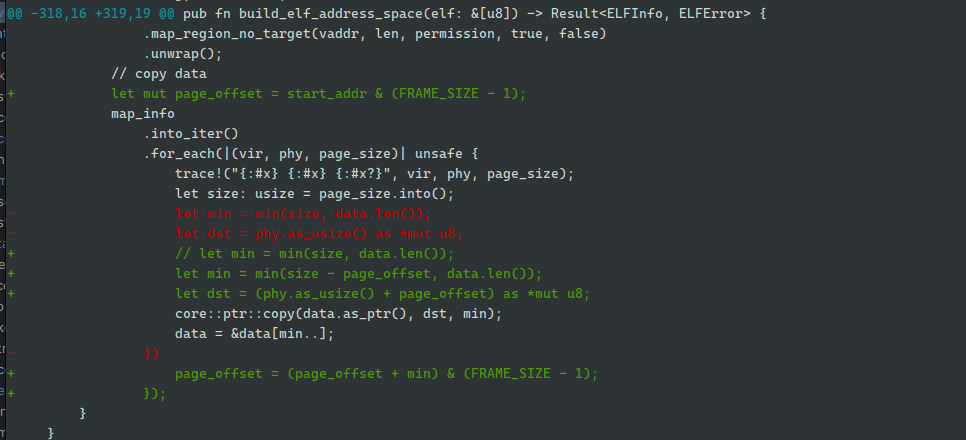 @@ -318,16 +319,19 @@ pub fn build_elf_address_space(elf: &[u8]) -> Result<ELFInfo, ELFError> {
                .map_region_no_target(vaddr, len, permission, true, false)
                .unwrap();
            // copy data
+           let mut page_offset = start_addr & (FRAME_SIZE - 1);
            map_info
                .into_iter()
                .for_each(|(vir, phy, page_size)| unsafe {
                    trace!("{:#x} {:#x} {:#x?}", vir, phy, page_size);
                    let size: usize = page_size.into();
-                   let min = min(size, data.len());
-                   let dst = phy.as_usize() as *mut u8;
+                   // let min = min(size, data.len());
+                   let min = min(size - page_offset, data.len());
+                   let dst = (phy.as_usize() + page_offset) as *mut u8;
                    core::ptr::copy(data.as_ptr(), dst, min);
                    data = &data[min..];
-               })
+                   page_offset = (page_offset + min) & (FRAME_SIZE - 1);
+               });
        }
    }